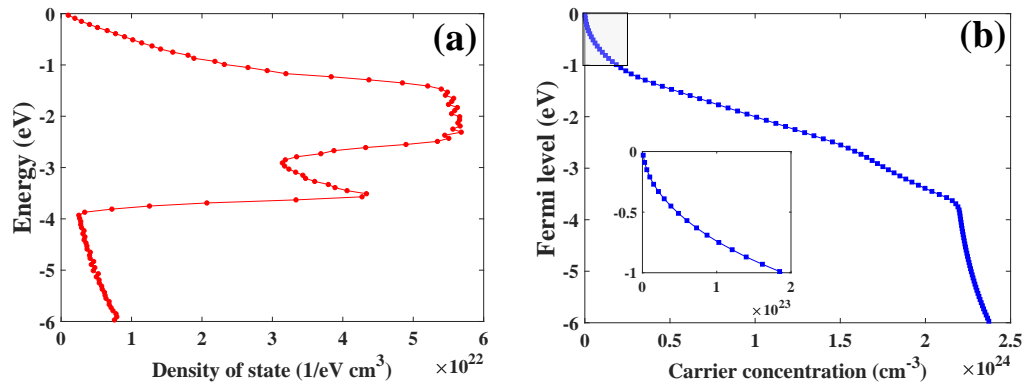 (a)
Energy (eV)
0
-1
-2
-3
-4
-5
-6
0 1 2 3 4 5 6
×10^22
Density of state (1/eV cm^3)
(b)
Fermi level (eV)
0
-1
-2
-3
-4
-5
-6
0 0.5 1 1.5 2 2.5
×10^24
Carrier concentration (cm^-3)
0
-0.5
-1
0 1 2
×10^23